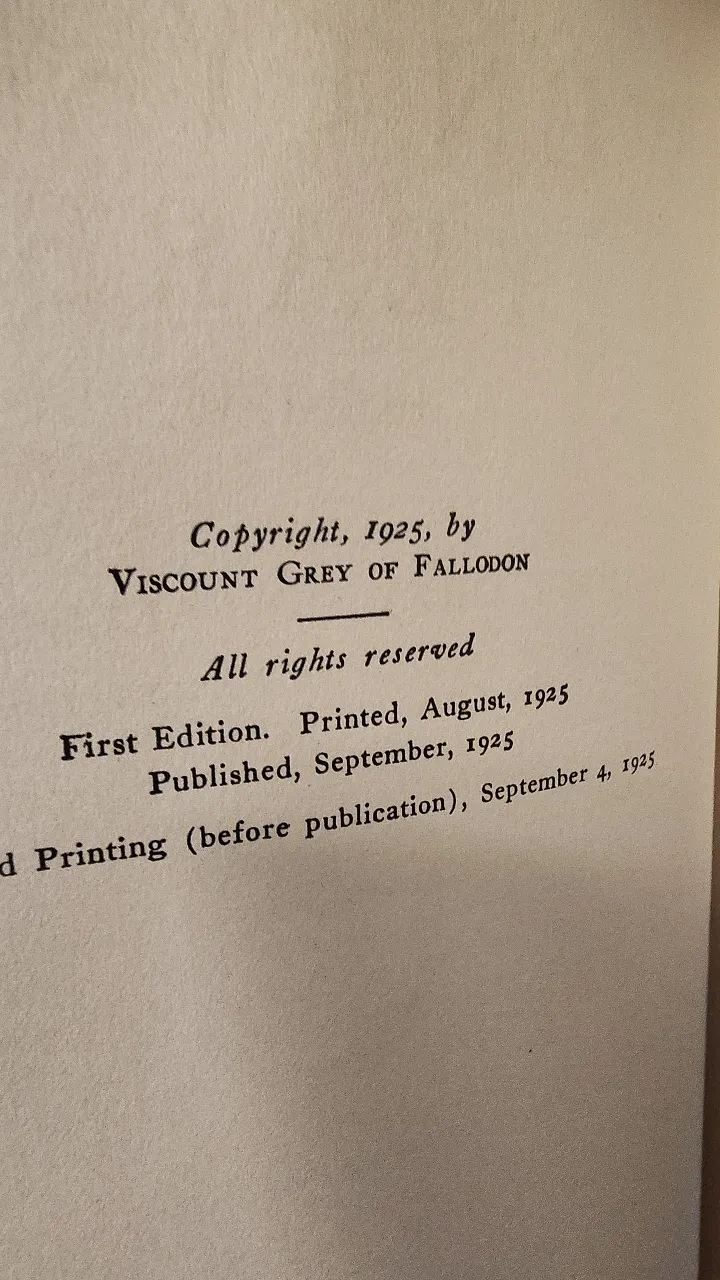 Copyright, 1925, by
VISCOUNT GREY OF FALLODON
All rights reserved
First Edition. Printed, August, 1925
Published, September, 1925
d Printing (before publication), September 4, 1925